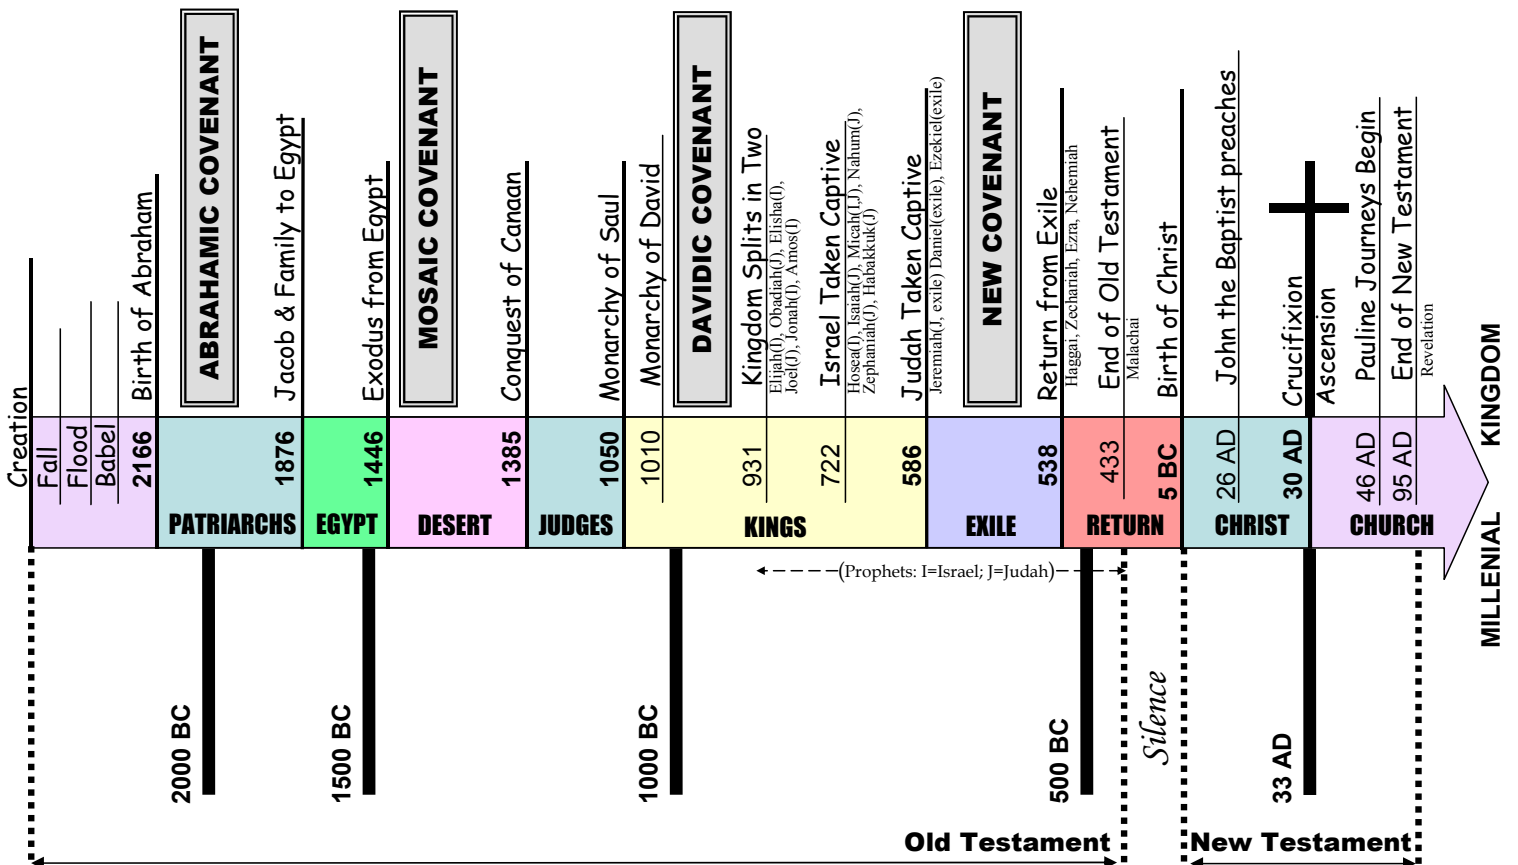 Creation
Fall
Flood
Babel
2166
Birth of Abraham
ABRAHAMIC COVENANT
1876
Jacob & Family to Egypt
1446
Exodus from Egypt
MOSAIC COVENANT
1385
Conquest of Canaan
1050
Monarchy of Saul
1010
Monarchy of David
DAVIDIC COVENANT
931
Kingdom Splits in Two
Elijah(I), Obadiah(J), Elisha(I),
Joel(J), Jonah(I), Amos(I)
722
Israel Taken Captive
Hosea(I), Isaiah(J), Micah(I,J), Nahum(J),
Zephaniah(J), Habakkuk(J)
586
Judah Taken Captive
Jeremiah(J, exile) Daniel(exile), Ezekiel(exile)
NEW COVENANT
538
Return from Exile
Haggai, Zechariah, Ezra, Nehemiah
433
End of Old Testament
Malachai
5 BC
Birth of Christ
26 AD
John the Baptist preaches
30 AD
Crucifixion
Ascension
46 AD
Pauline Journeys Begin
95 AD
End of New Testament
Revelation
MILLENIAL KINGDOM
PATRIARCHS
EGYPT
DESERT
JUDGES
KINGS
EXILE
RETURN
CHRIST
CHURCH
(Prophets: I=Israel; J=Judah)
2000 BC
1500 BC
1000 BC
500 BC
Silence
33 AD
Old Testament
New Testament